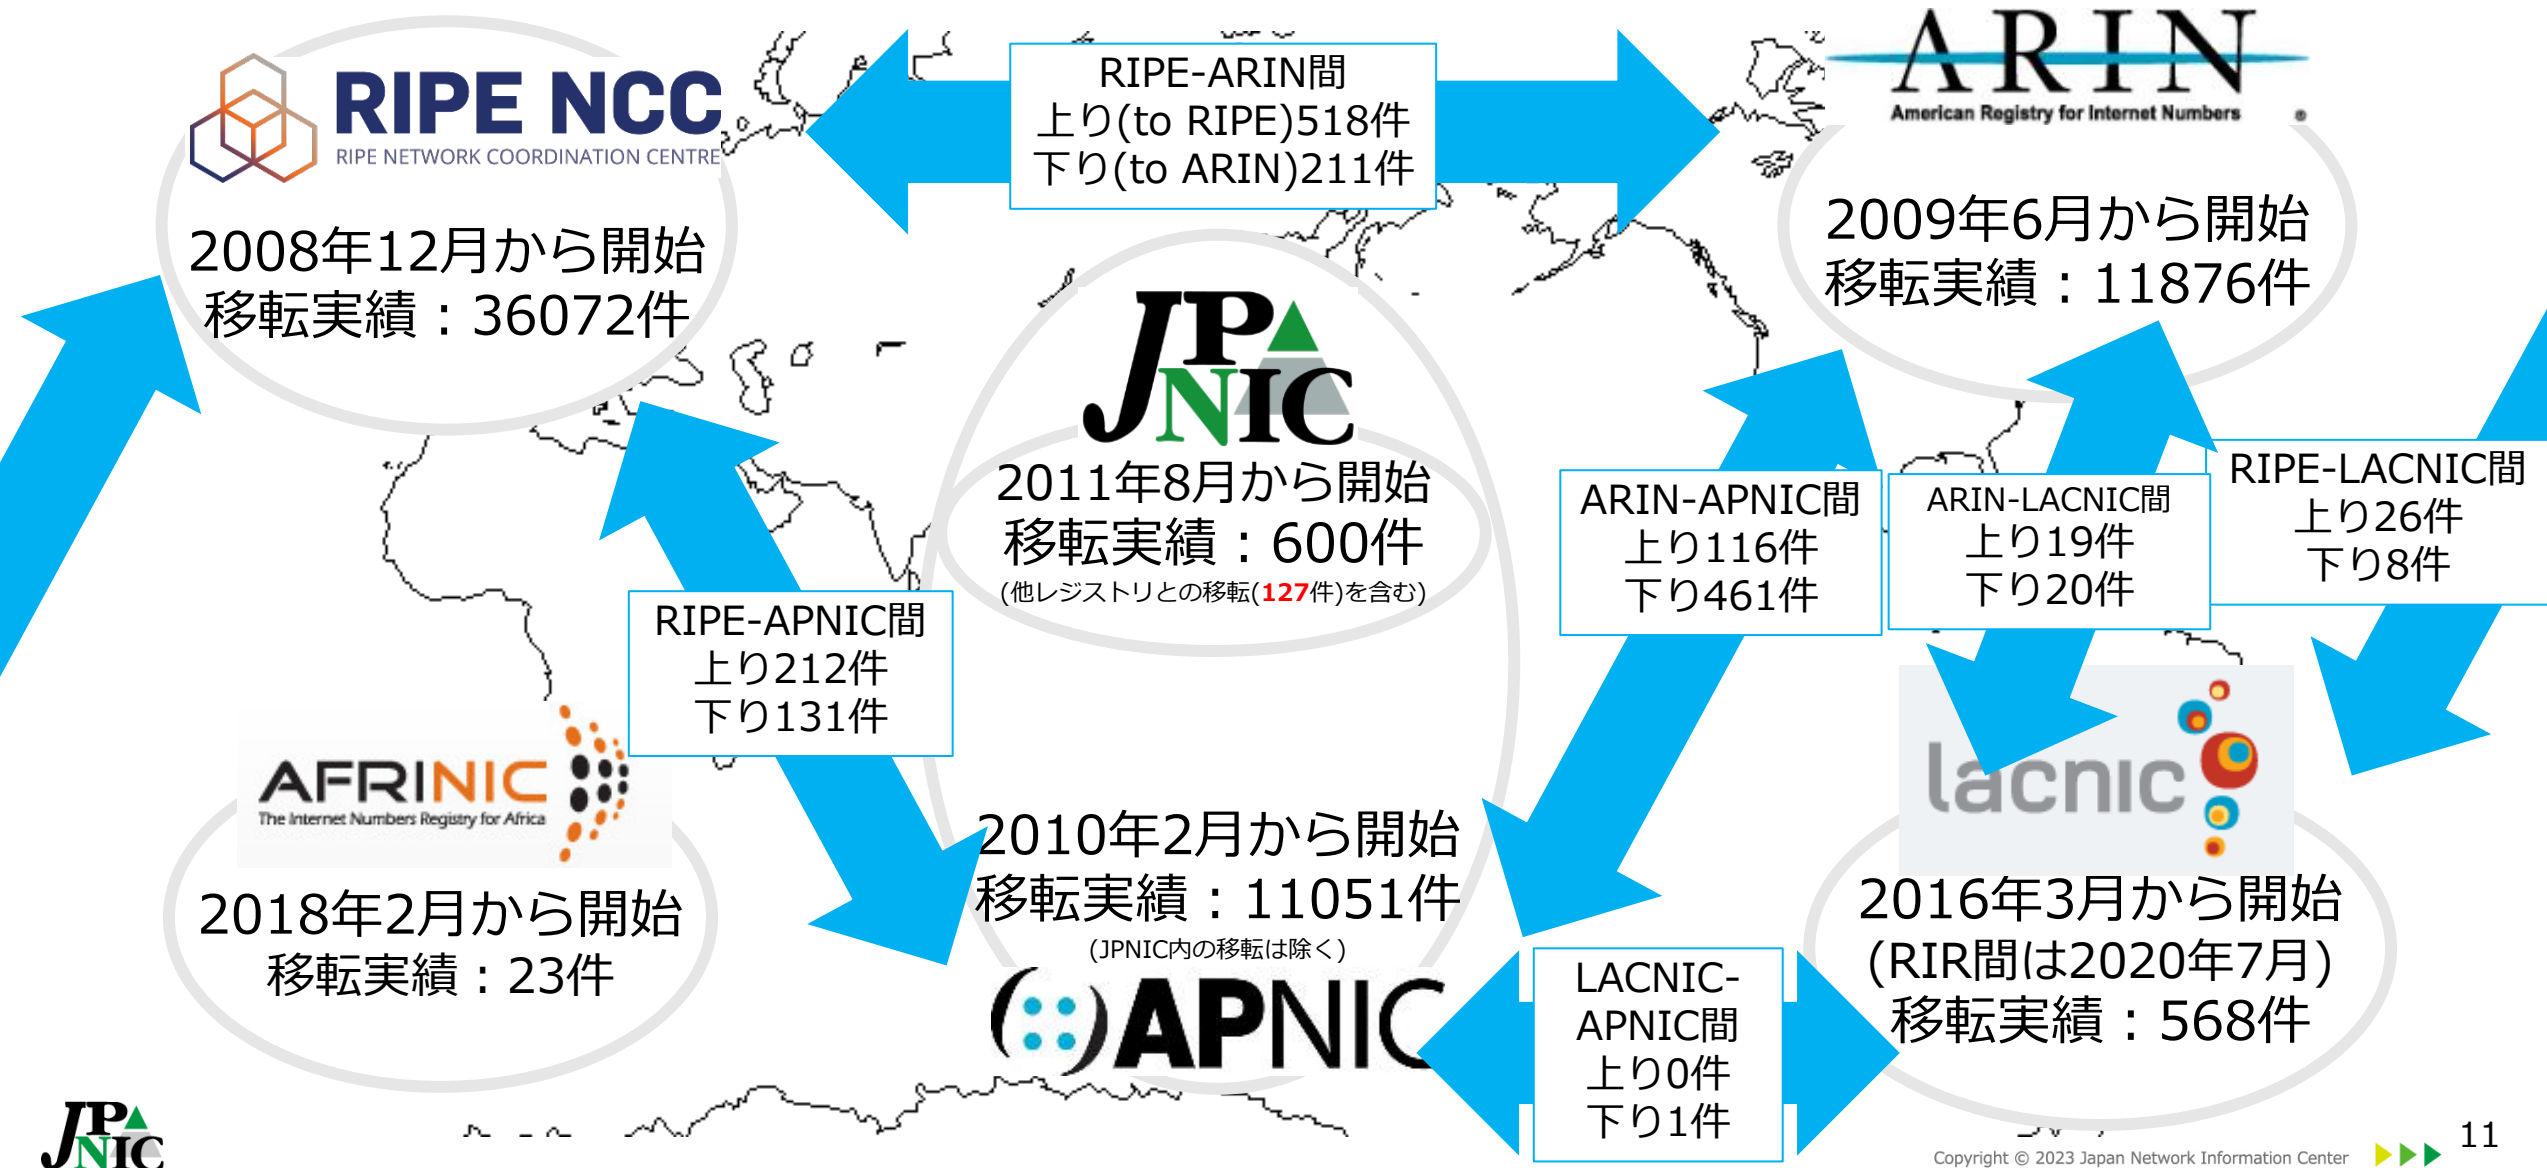 RIPE NCC
RIPE NETWORK COORDINATION CENTRE
2008年12月から開始
移転実績：36072件
RIPE-ARIN間
上り(to RIPE)518件
下り(to ARIN)211件
ARIN
American Registry for Internet Numbers ®
2009年6月から開始
移転実績：11876件
JPNIC
2011年8月から開始
移転実績：600件
(他レジストリとの移転(127件)を含む)
RIPE-APNIC間
上り212件
下り131件
ARIN-APNIC間
上り116件
下り461件
ARIN-LACNIC間
上り19件
下り20件
RIPE-LACNIC間
上り26件
下り8件
AFRINIC
The Internet Numbers Registry for Africa
2018年2月から開始
移転実績：23件
2010年2月から開始
移転実績：11051件
(JPNIC内の移転は除く)
APNIC
LACNIC-
APNIC間
上り0件
下り1件
lacnic
2016年3月から開始
(RIR間は2020年7月)
移転実績：568件
JPNIC
Copyright © 2023 Japan Network Information Center
11